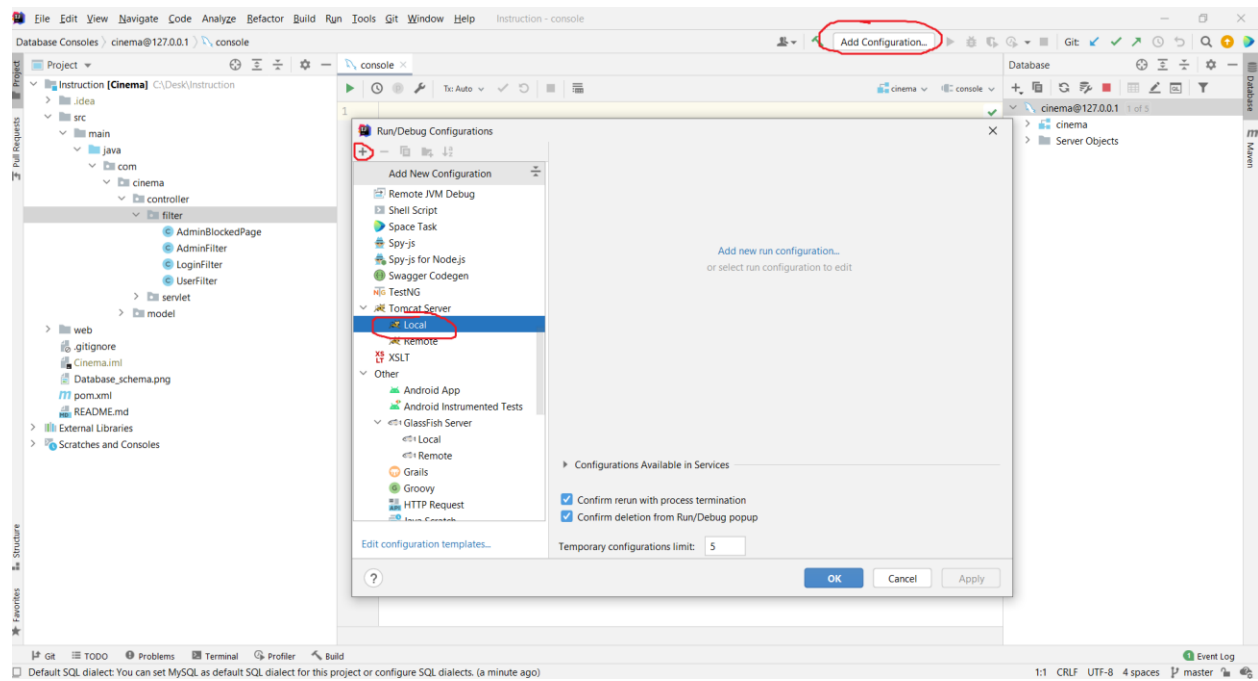 File Edit View Navigate Code Analyze Refactor Build Run Tools Git Window Help Instruction - console
Database Consoles cinema@127.0.0.1 console
Add Configuration...
Git:
Project
console
Database
Tx: Auto
cinema
console
1
Project
Pull Requests
Structure
Favorites
Instruction [Cinema] C:\Desk\Instruction
.idea
src
main
java
com
cinema
controller
filter
AdminBlockedPage
AdminFilter
LoginFilter
UserFilter
servlet
model
web
.gitignore
Cinema.iml
Database_schema.png
pom.xml
README.md
External Libraries
Scratches and Consoles
Run/Debug Configurations
Add New Configuration
Remote JVM Debug
Shell Script
Space Task
Spy-js
Spy-js for Node.js
Swagger Codegen
TestNG
Tomcat Server
Local
Remote
XSLT
Other
Android App
Android Instrumented Tests
GlassFish Server
Local
Remote
Grails
Groovy
HTTP Request
Java Scratch
Edit configuration templates...
Add new run configuration...
or select run configuration to edit
Configurations Available in Services
Confirm rerun with process termination
Confirm deletion from Run/Debug popup
Temporary configurations limit: 5
?
OK
Cancel
Apply
cinema@127.0.0.1 1 of 5
cinema
Server Objects
Database
Maven
Git TODO Problems Terminal Profiler Build
1 Event Log
Default SQL dialect: You can set MySQL as default SQL dialect for this project or configure SQL dialects. (a minute ago)
1:1 CRLF UTF-8 4 spaces master